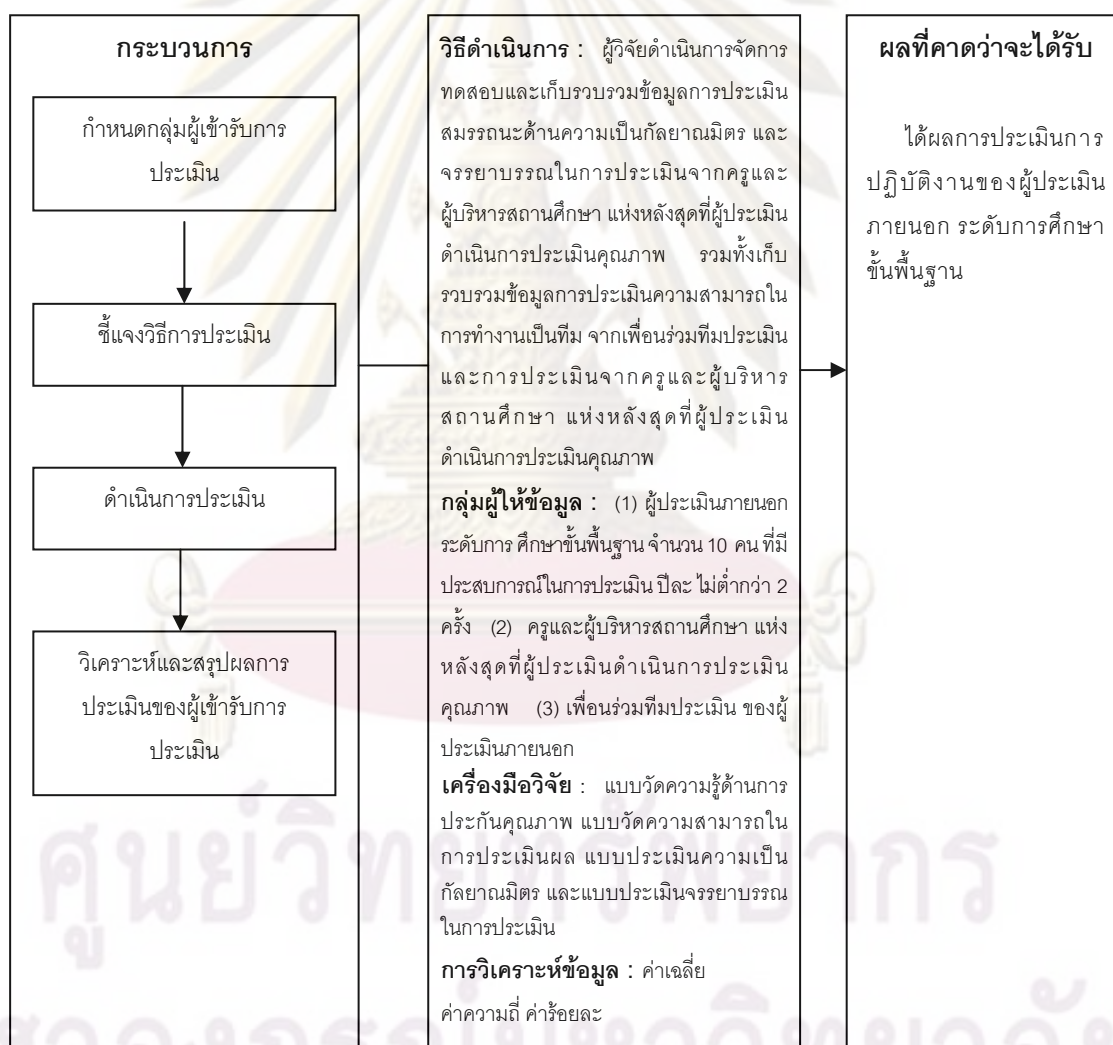 กระบวนการ
กำหนดกลุ่มผู้เข้ารับการ
ประเมิน
ชี้แจงวิธีการประเมิน
ดำเนินการประเมิน
วิเคราะห์และสรุปผลการ
ประเมินของผู้เข้ารับการ
ประเมิน
วิธีดำเนินการ : ผู้วิจัยดำเนินการจัดการ
ทดสอบและเก็บรวบรวมข้อมูลการประเมิน
สมรรถนะด้านความเป็นกัลยาณมิตร และ
จรรยาบรรณในการประเมินจากครูและ
ผู้บริหารสถานศึกษา แห่งหลังสุดที่ผู้ประเมิน
ดำเนินการประเมินคุณภาพ รวมทั้งเก็บ
รวบรวมข้อมูลการประเมินความสามารถใน
การทำงานเป็นทีม จากเพื่อนร่วมทีมประเมิน
และการประเมินจากครูและผู้บริหาร
สถานศึกษา แห่งหลังสุดที่ผู้ประเมิน
ดำเนินการประเมินคุณภาพ
กลุ่มผู้ให้ข้อมูล : (1) ผู้ประเมินภายนอก
ระดับการ ศึกษาขั้นพื้นฐาน จำนวน 10 คน ที่มี
ประสบการณ์ในการประเมิน ปีละ ไม่ต่ำกว่า 2
ครั้ง (2) ครูและผู้บริหารสถานศึกษา แห่ง
หลังสุดที่ผู้ประเมินดำเนินการประเมิน
คุณภาพ (3) เพื่อนร่วมทีมประเมิน ของผู้
ประเมินภายนอก
เครื่องมือวิจัย : แบบวัดความรู้ด้านการ
ประกันคุณภาพ แบบวัดความสามารถใน
การประเมินผล แบบประเมินความเป็น
กัลยาณมิตร และแบบประเมินจรรยาบรรณ
ในการประเมิน
การวิเคราะห์ข้อมูล : ค่าเฉลี่ย
ค่าความถี่ ค่าร้อยละ
ผลที่คาดว่าจะได้รับ
ได้ผลการประเมินการ
ปฏิบัติงานของผู้ประเมิน
ภายนอก ระดับการศึกษา
ขั้นพื้นฐาน
ศูนย์วิทยทรัพยากร